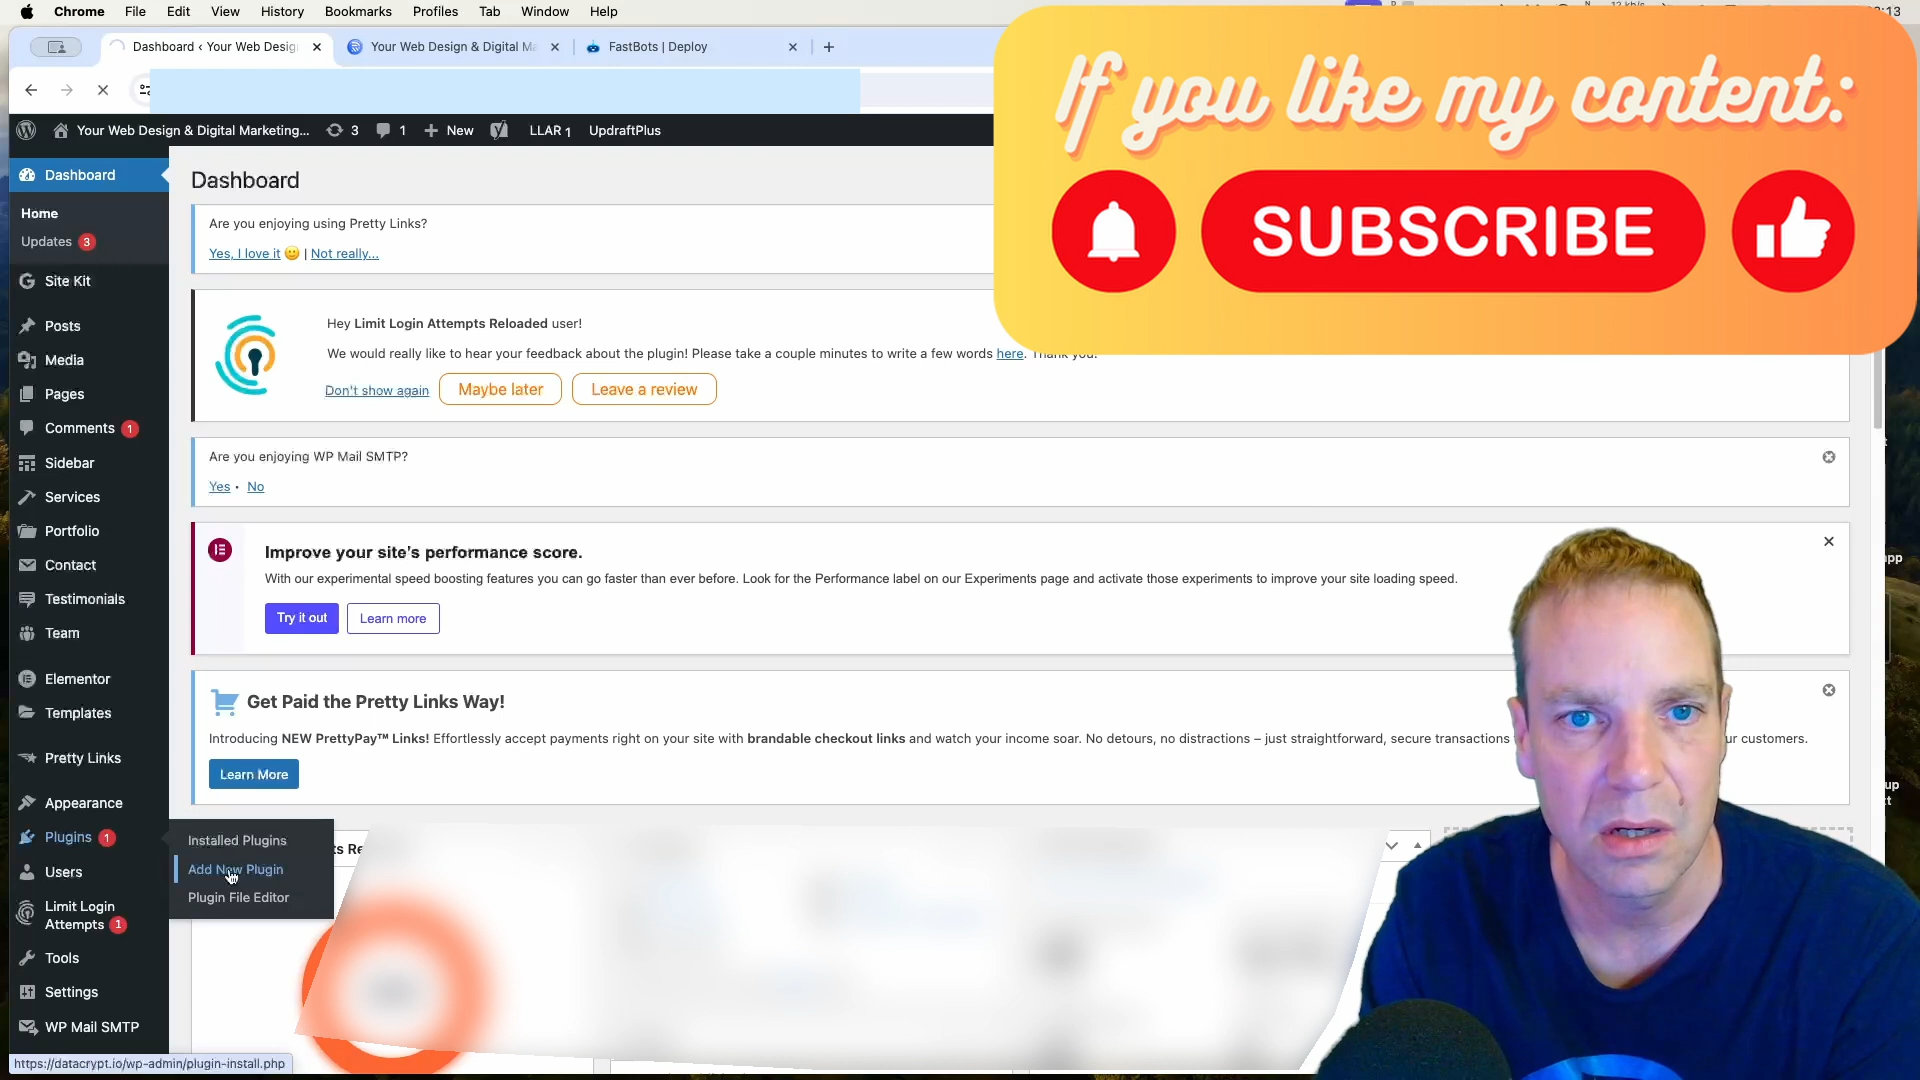 Chrome File Edit View History Bookmarks Profiles Tab Window Help
Dashboard ‹ Your Web Desig
Your Web Design & Digital Ma
FastBots | Deploy
Your Web Design & Digital Marketing... 3 1 New LLAR 1 UpdraftPlus
If you like my content:
SUBSCRIBE
Dashboard
Home
Updates 3
Site Kit
Posts
Media
Pages
Comments 1
Sidebar
Services
Portfolio
Contact
Testimonials
Team
Elementor
Templates
Pretty Links
Appearance
Plugins 1
Users
Limit Login
Attempts 1
Tools
Settings
WP Mail SMTP
Installed Plugins
Add New Plugin
Plugin File Editor
Dashboard
Are you enjoying using Pretty Links?
Yes, I love it 🙂 | Not really...
Hey Limit Login Attempts Reloaded user!
We would really like to hear your feedback about the plugin! Please take a couple minutes to write a few words here. Thank you!
Don't show again Maybe later Leave a review
Are you enjoying WP Mail SMTP?
Yes • No
Improve your site's performance score.
With our experimental speed boosting features you can go faster than ever before. Look for the Performance label on our Experiments page and activate those experiments to improve your site loading speed.
Try it out Learn more
Get Paid the Pretty Links Way!
Introducing NEW PrettyPay™ Links! Effortlessly accept payments right on your site with brandable checkout links and watch your income soar. No detours, no distractions – just straightforward, secure transactions ur customers.
Learn More
https://datacrypt.io/wp-admin/plugin-install.php